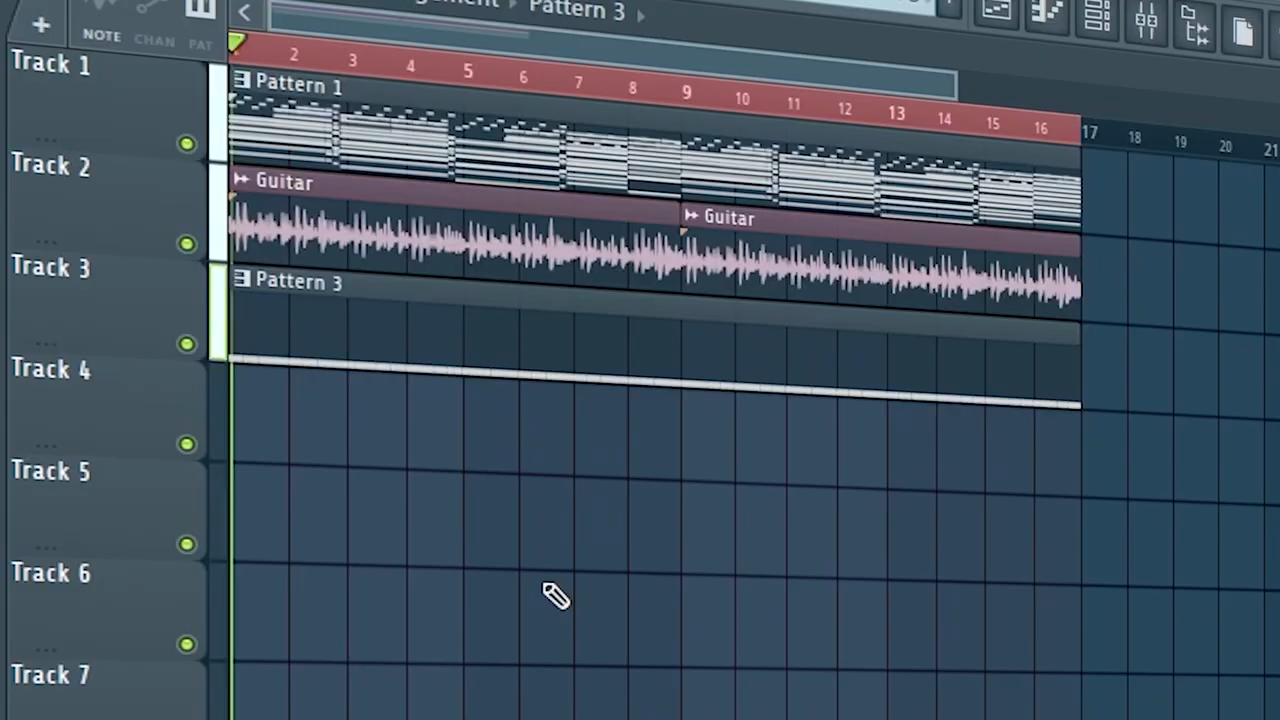 Pattern 3
NOTE CHAN PAT
2 3 4 5 6 7 8 9 10 11 12 13 14 15 16 17 18 19 20 21
Track 1
Pattern 1
Track 2
Guitar
Guitar
Track 3
Pattern 3
Track 4
Track 5
Track 6
Track 7